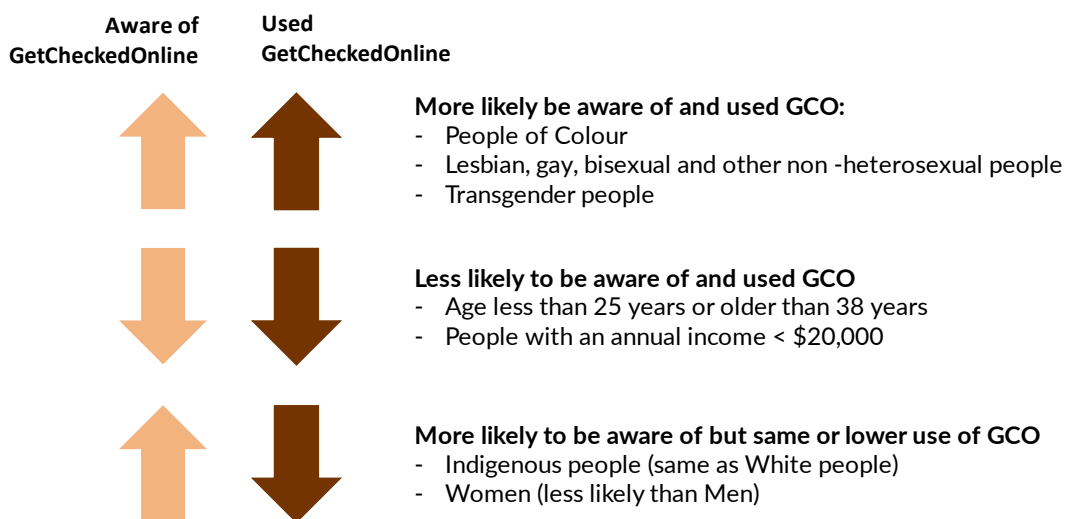 Aware of
GetCheckedOnline
Used
GetCheckedOnline
More likely be aware of and used GCO:
- People of Colour
- Lesbian, gay, bisexual and other non -heterosexual people
- Transgender people
Less likely to be aware of and used GCO
- Age less than 25 years or older than 38 years
- People with an annual income < $20,000
More likely to be aware of but same or lower use of GCO
- Indigenous people (same as White people)
- Women (less likely than Men)